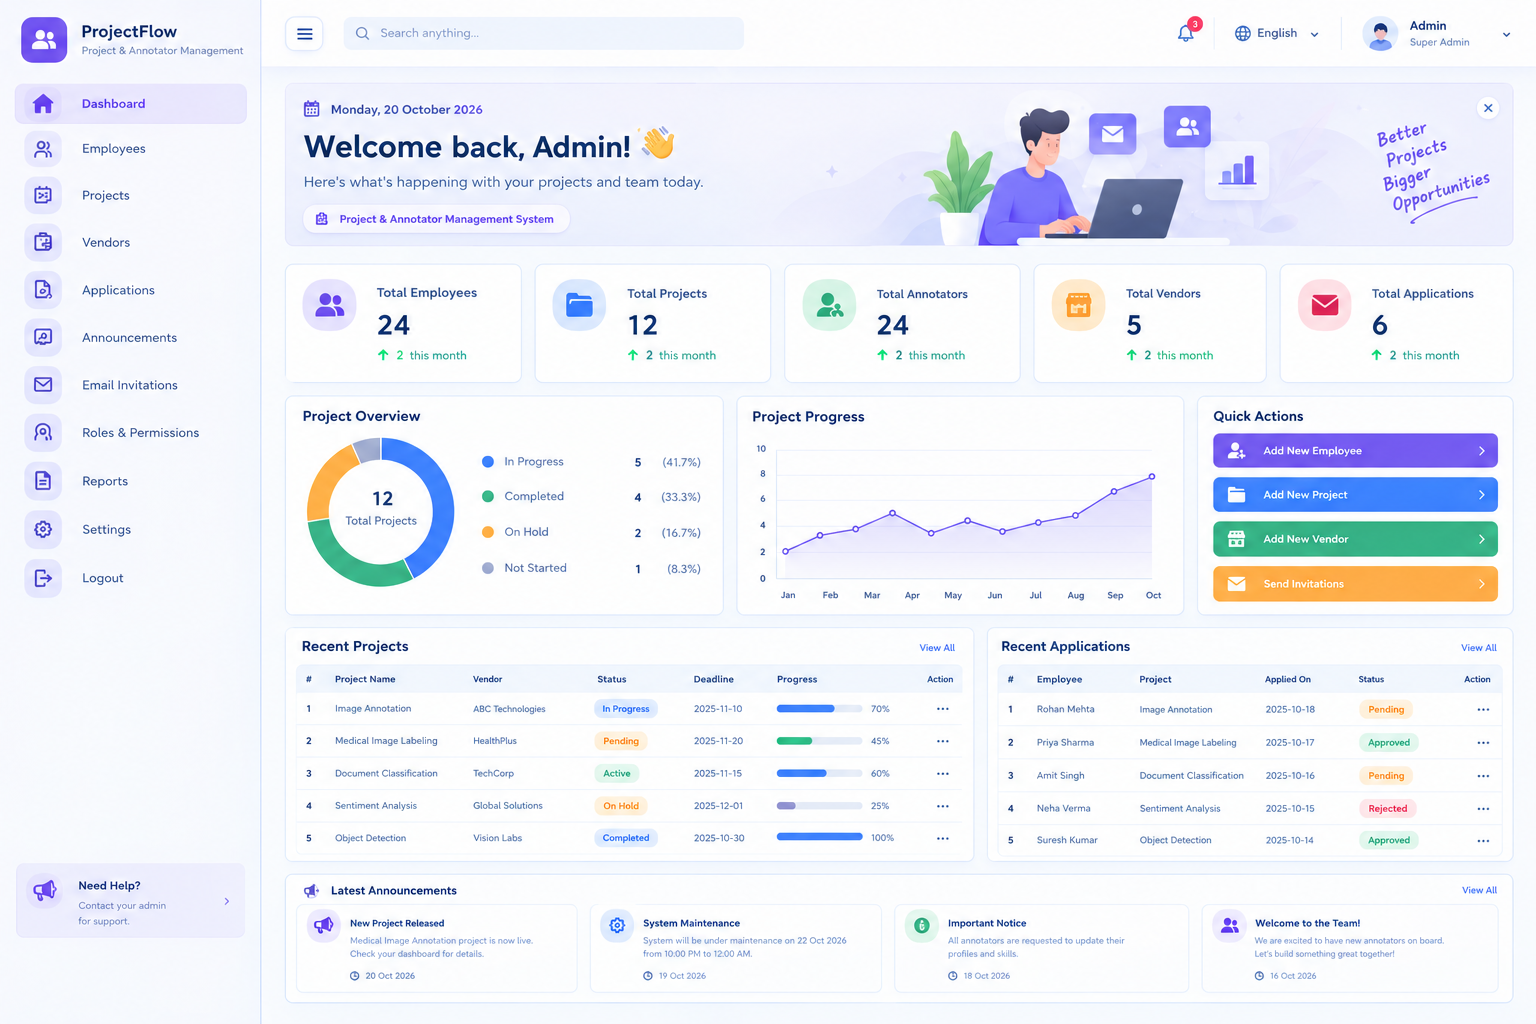 ProjectFlow
Project & Annotator Management
Dashboard
Employees
Projects
Vendors
Applications
Announcements
Email Invitations
Roles & Permissions
Reports
Settings
Logout
Need Help?
Contact your admin
for support.
Search anything...
3
English
Admin
Super Admin
Monday, 20 October 2026
Welcome back, Admin!
Here's what's happening with your projects and team today.
Project & Annotator Management System
Better
Projects
Bigger
Opportunities
Total Employees
24
2 this month
Total Projects
12
2 this month
Total Annotators
24
2 this month
Total Vendors
5
2 this month
Total Applications
6
2 this month
Project Overview
12
Total Projects
In Progress 5 (41.7%)
Completed 4 (33.3%)
On Hold 2 (16.7%)
Not Started 1 (8.3%)
Project Progress
10
8
6
4
2
0
Jan Feb Mar Apr May Jun Jul Aug Sep Oct
Quick Actions
Add New Employee
Add New Project
Add New Vendor
Send Invitations
Recent Projects View All
# Project Name Vendor Status Deadline Progress Action
1 Image Annotation ABC Technologies In Progress 2025-11-10 70% ...
2 Medical Image Labeling HealthPlus Pending 2025-11-20 45% ...
3 Document Classification TechCorp Active 2025-11-15 60% ...
4 Sentiment Analysis Global Solutions On Hold 2025-12-01 25% ...
5 Object Detection Vision Labs Completed 2025-10-30 100% ...
Recent Applications View All
# Employee Project Applied On Status Action
1 Rohan Mehta Image Annotation 2025-10-18 Pending ...
2 Priya Sharma Medical Image Labeling 2025-10-17 Approved ...
3 Amit Singh Document Classification 2025-10-16 Pending ...
4 Neha Verma Sentiment Analysis 2025-10-15 Rejected ...
5 Suresh Kumar Object Detection 2025-10-14 Approved ...
Latest Announcements View All
New Project Released
Medical Image Annotation project is now live.
Check your dashboard for details.
20 Oct 2026
System Maintenance
System will be under maintenance on 22 Oct 2026
from 10:00 PM to 12:00 AM.
19 Oct 2026
Important Notice
All annotators are requested to update their
profiles and skills.
18 Oct 2026
Welcome to the Team!
We are excited to have new annotators on board.
Let's build something great together!
16 Oct 2026